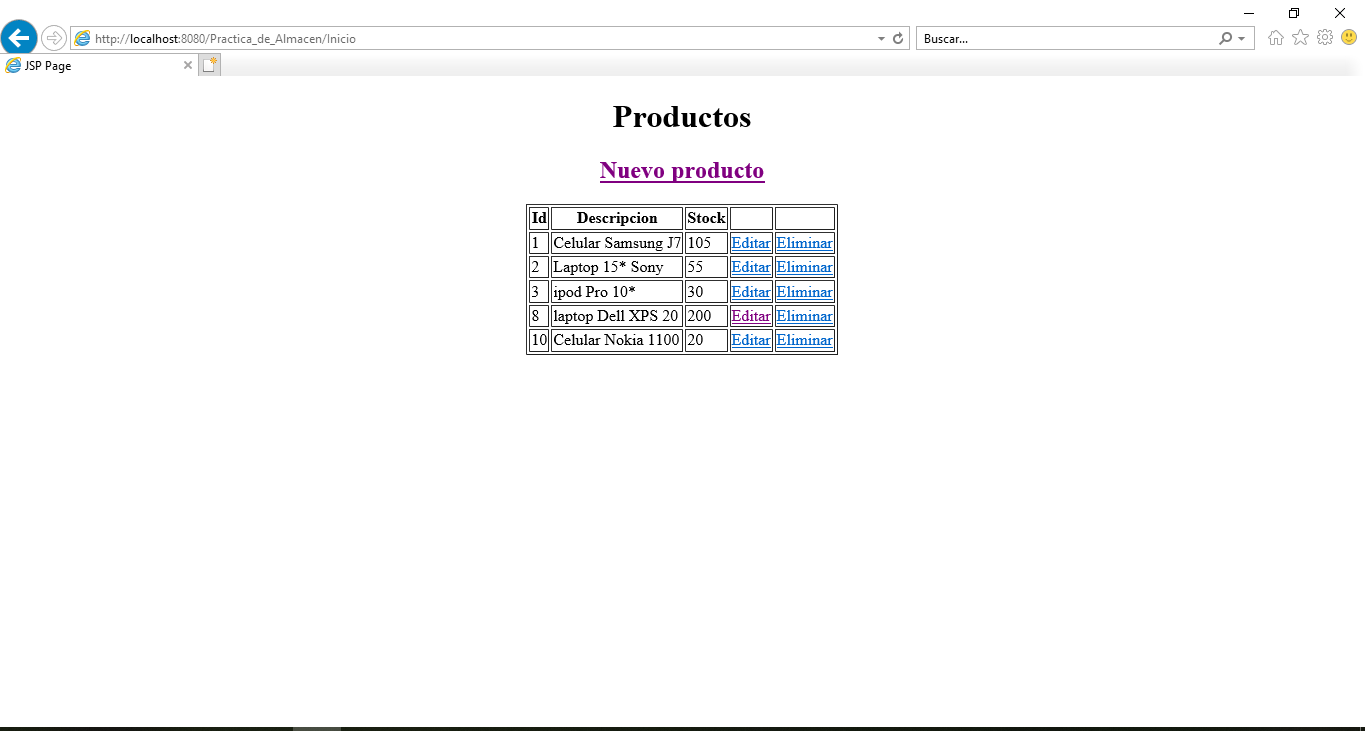 http://localhost:8080/Practica_de_Almacen/Inicio
Buscar...
JSP Page
Productos
Nuevo producto
Id Descripcion Stock
1 Celular Samsung J7 105 Editar Eliminar
2 Laptop 15* Sony 55 Editar Eliminar
3 ipod Pro 10* 30 Editar Eliminar
8 laptop Dell XPS 20 200 Editar Eliminar
10 Celular Nokia 1100 20 Editar Eliminar